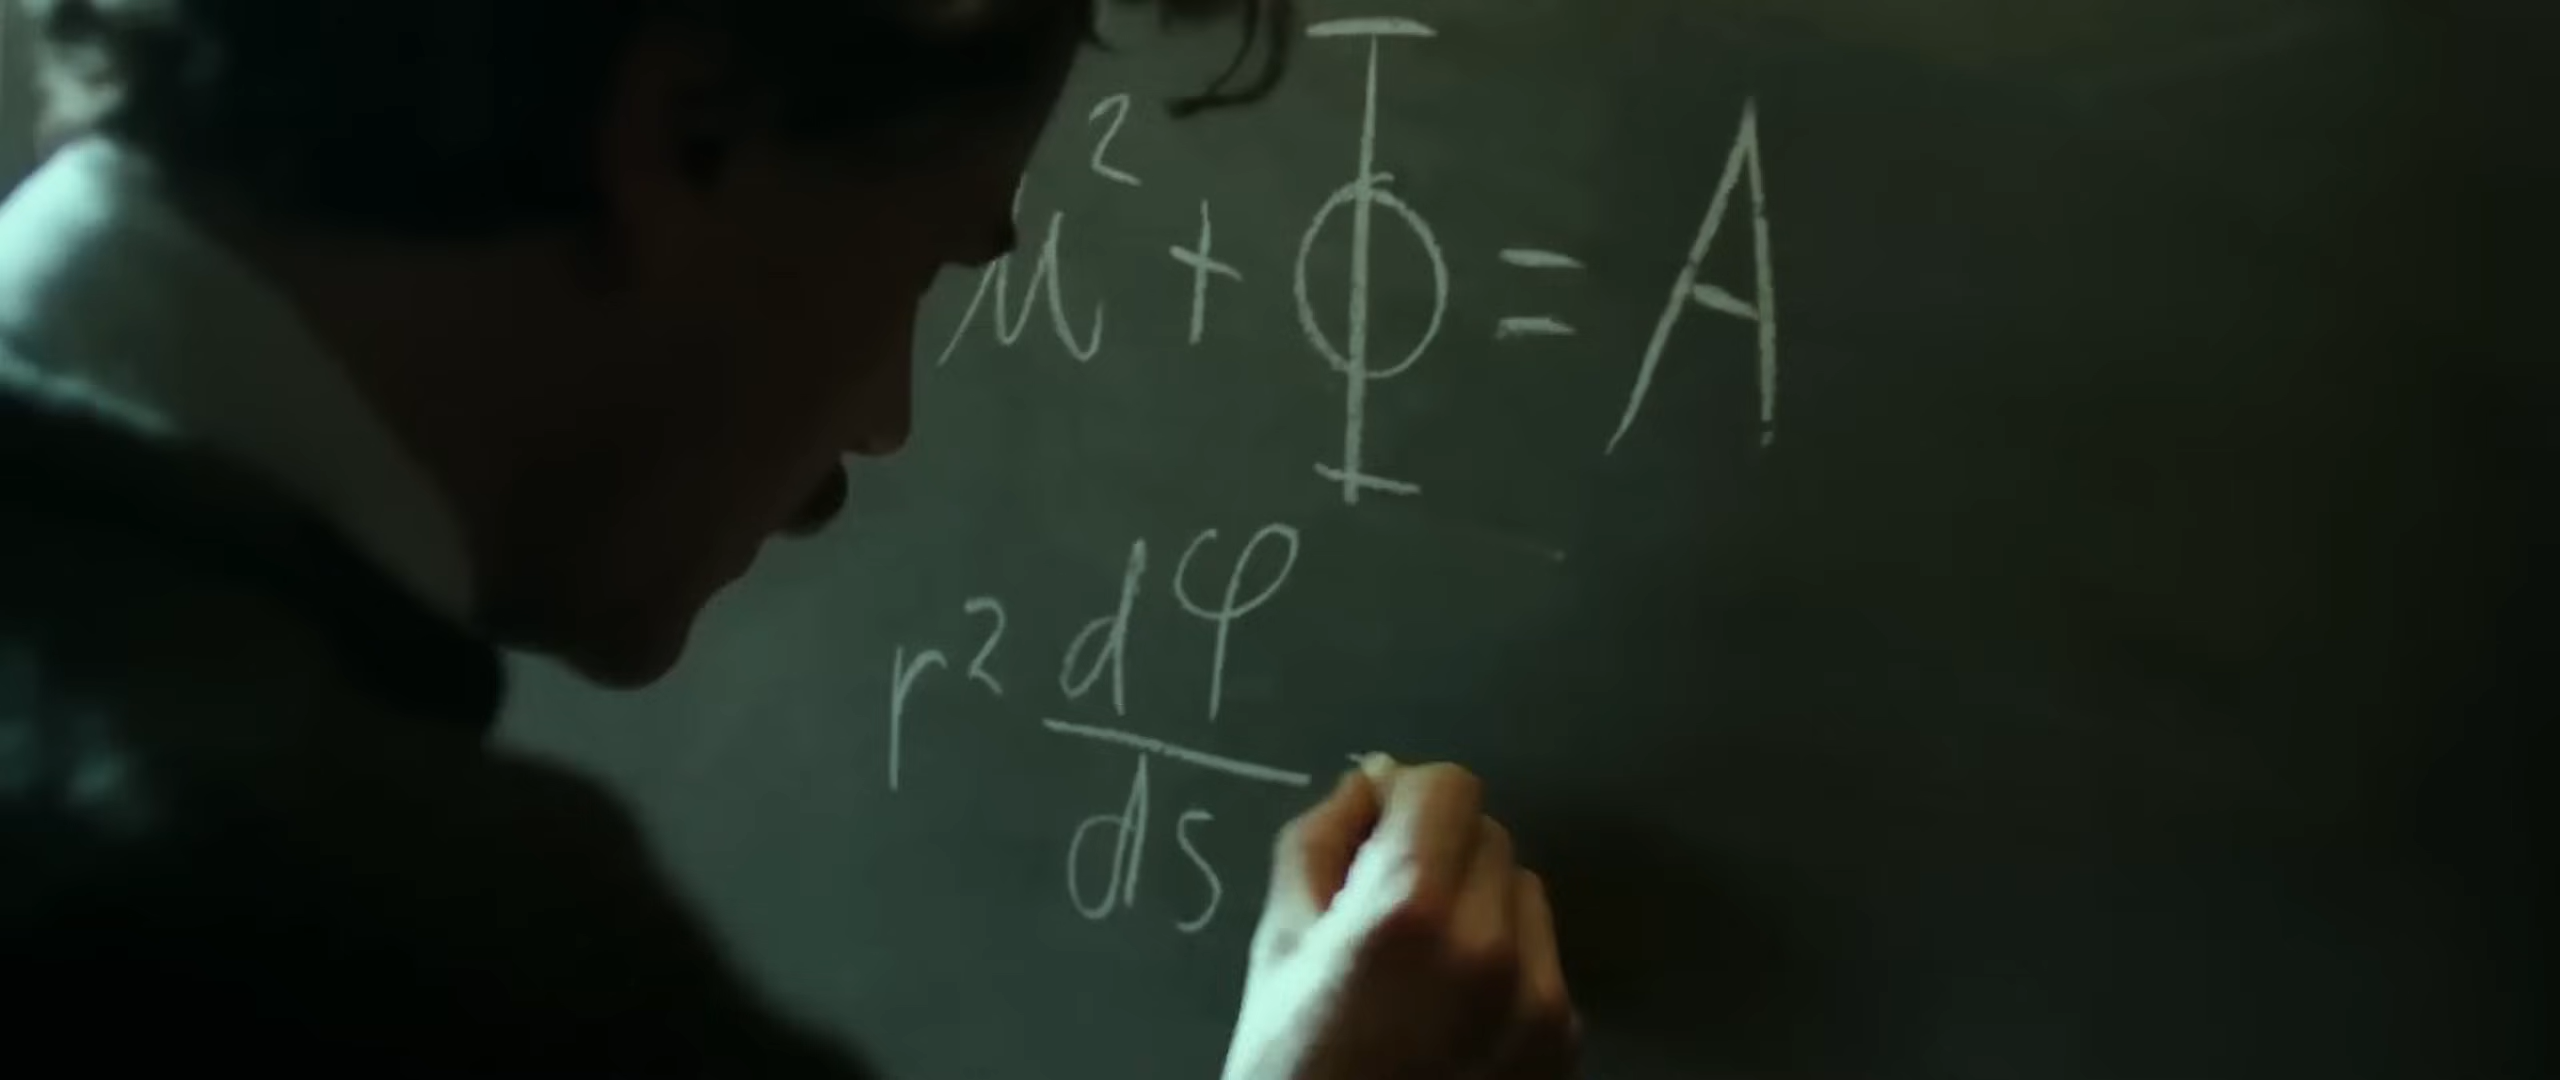 u² + Φ = A
r² dφ/ds